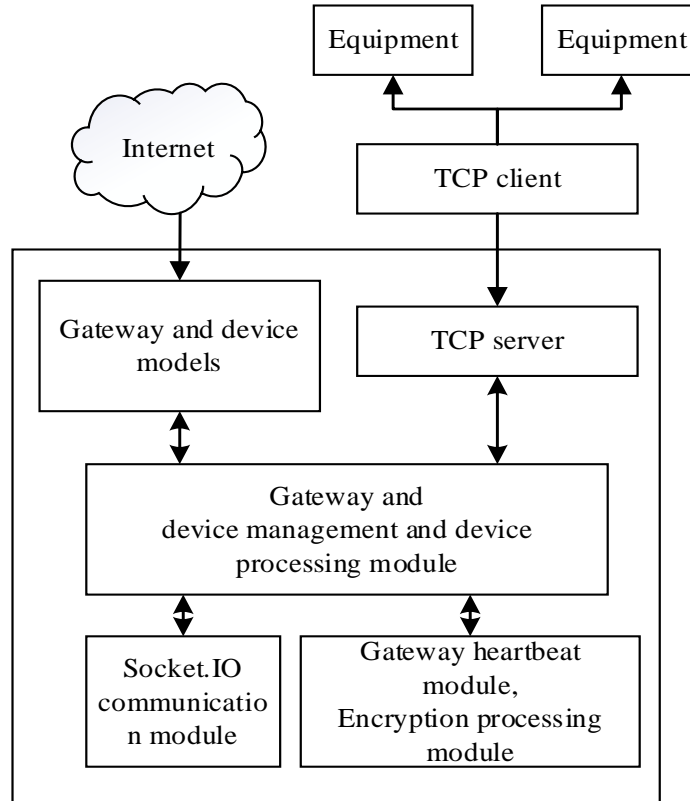 Equipment
Equipment
Internet
TCP client
Gateway and device
models
TCP server
Gateway and
device management and device
processing module
Socket.IO
communicatio
n module
Gateway heartbeat
module,
Encryption processing
module